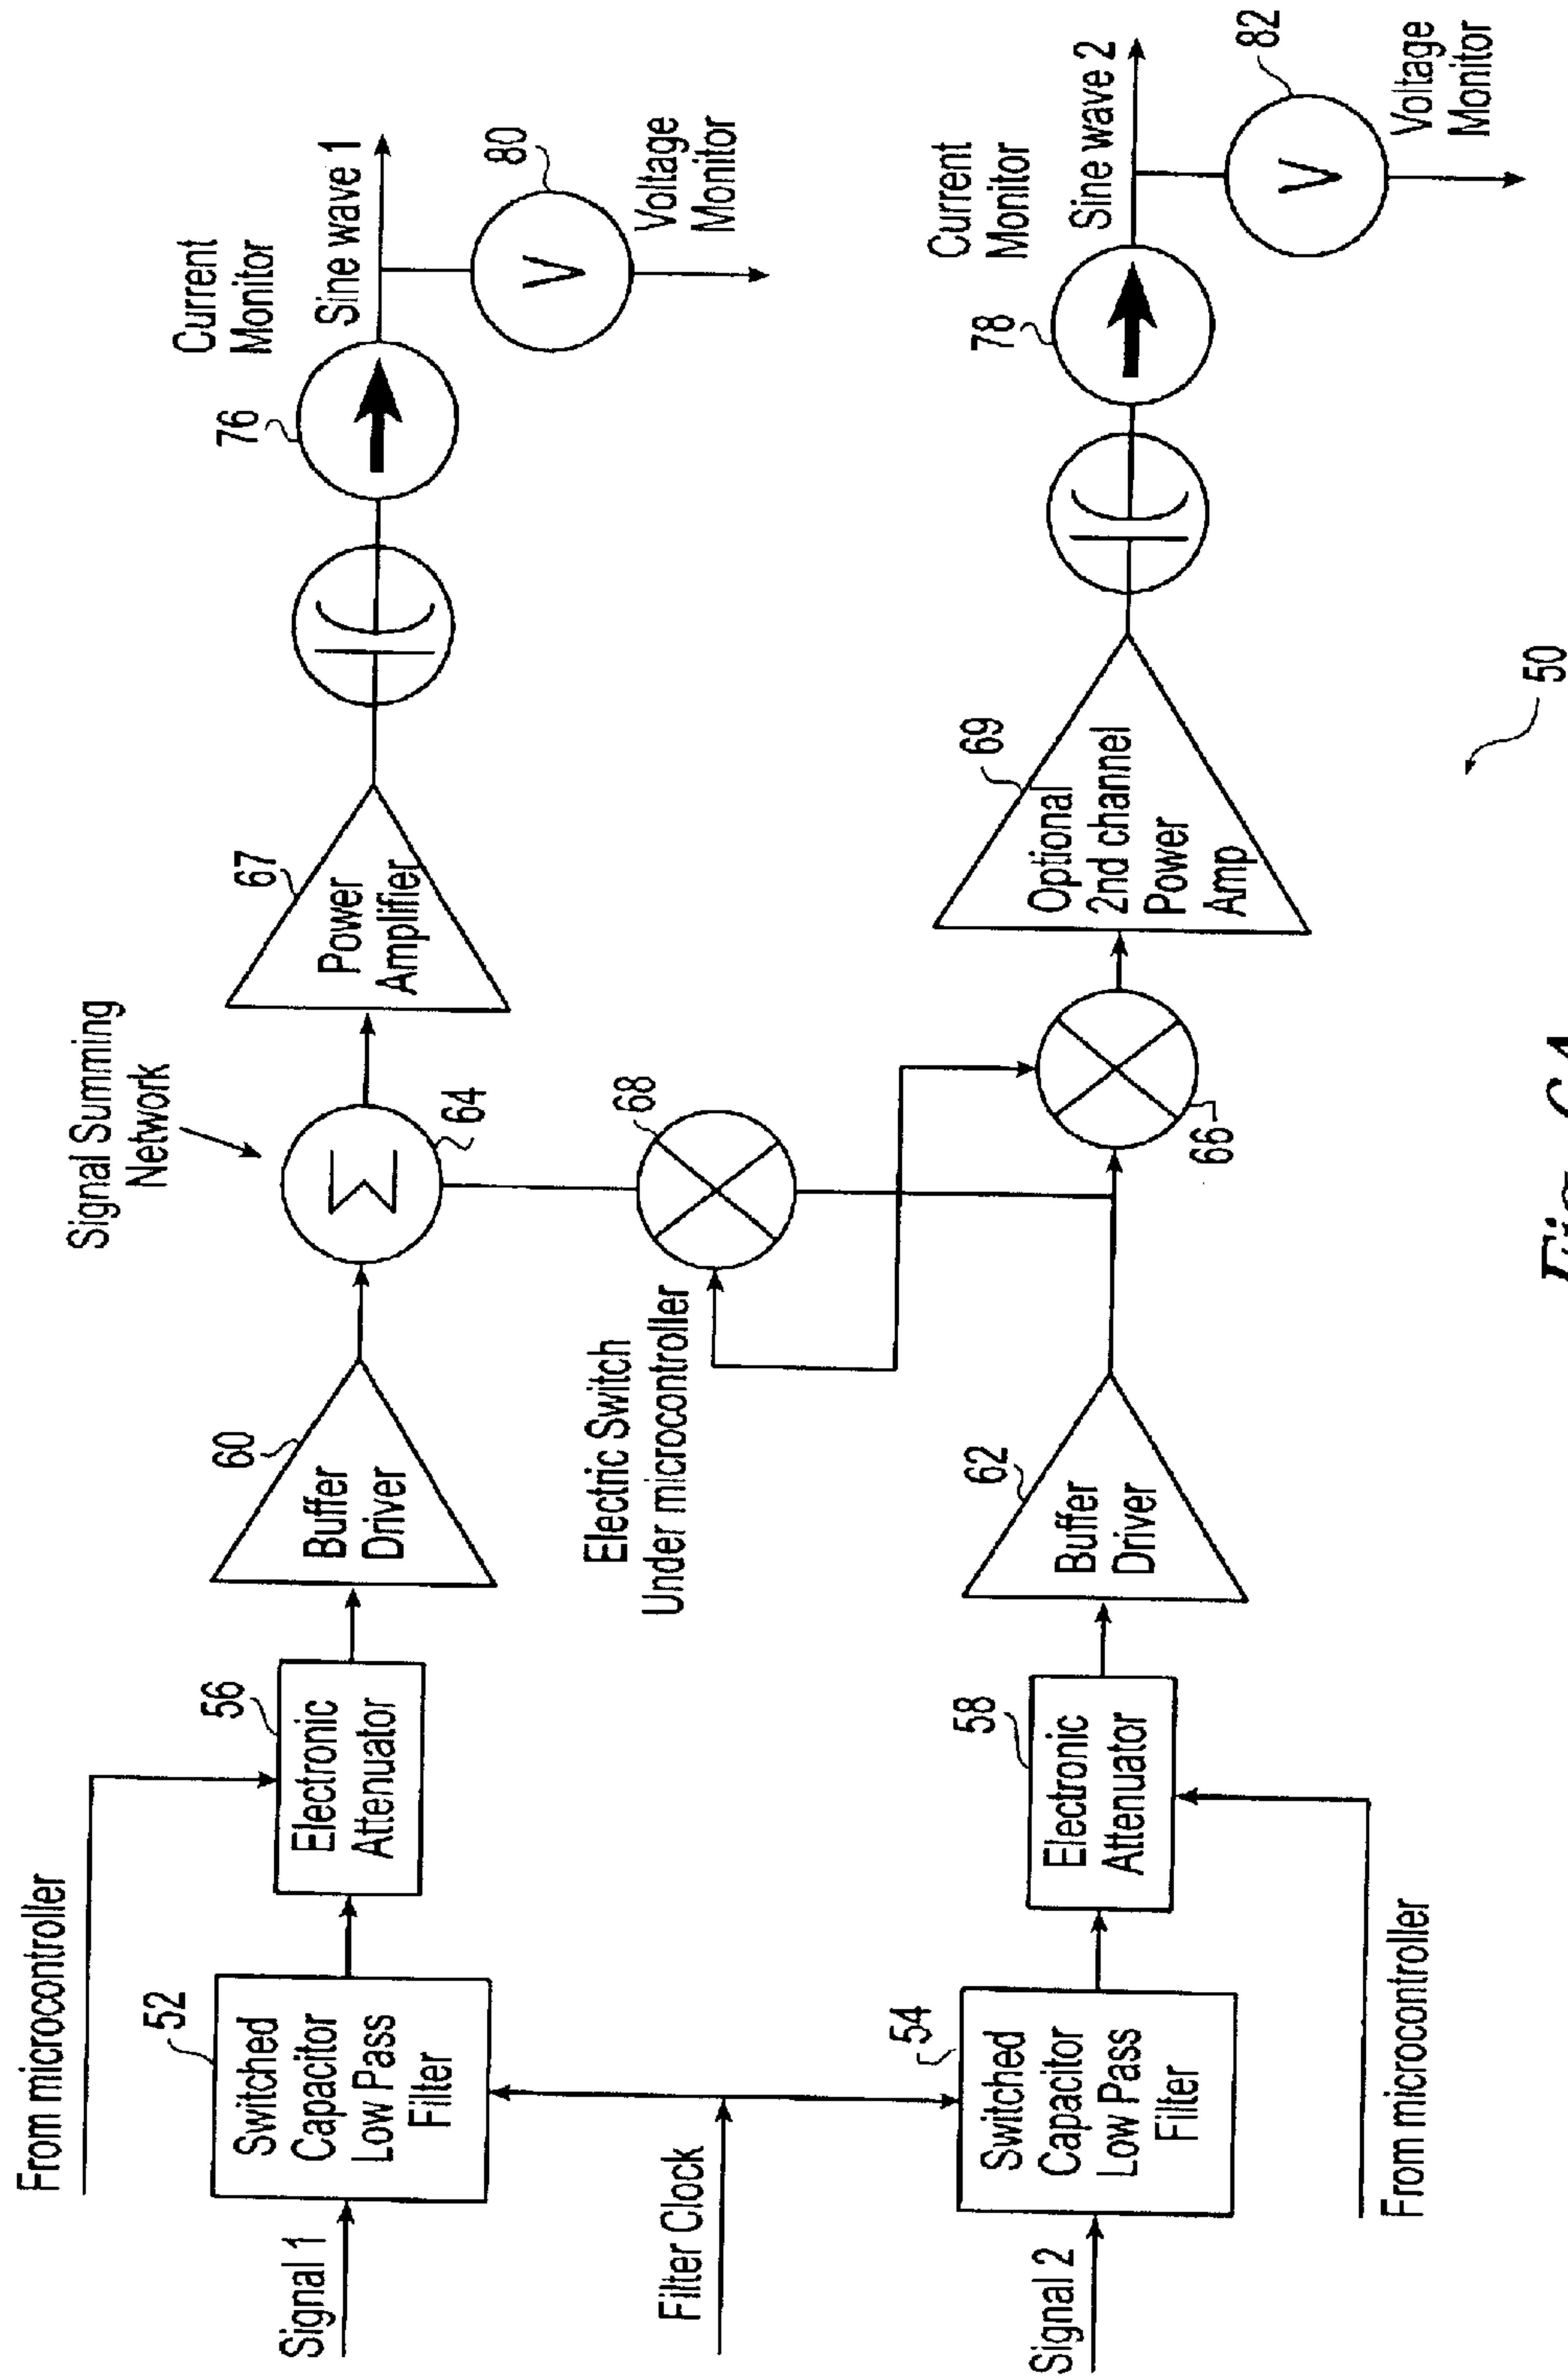 From microcontroller
Signal Summing
Network
Current
Monitor
Sine wave 1
52
56
60
64
67
76
80
Signal 1
Switched
Capacitor
Low Pass
Filter
Electronic
Attenuator
Buffer
Driver
Σ
Power
Amplifier
V
Voltage
Monitor
Filter Clock
Electric Switch
Under microcontroller
68
Current
Monitor
Sine wave 2
54
58
62
66
69
78
82
Signal 2
Switched
Capacitor
Low Pass
Filter
Electronic
Attenuator
Buffer
Driver
Optional
2nd channel
Power
Amp
V
Voltage
Monitor
From microcontroller
50
Fig. 6A